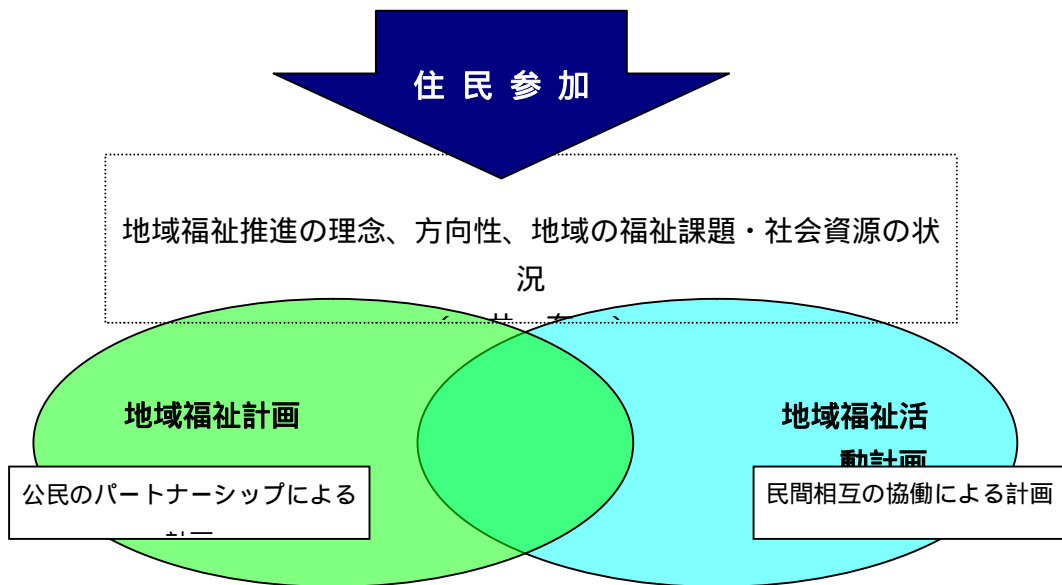 住 民 参 加
地域福祉推進の理念、方向性、地域の福祉課題・社会資源の状
況
地域福祉計画
地域福祉活
動計画
公民のパートナーシップによる
民間相互の協働による計画